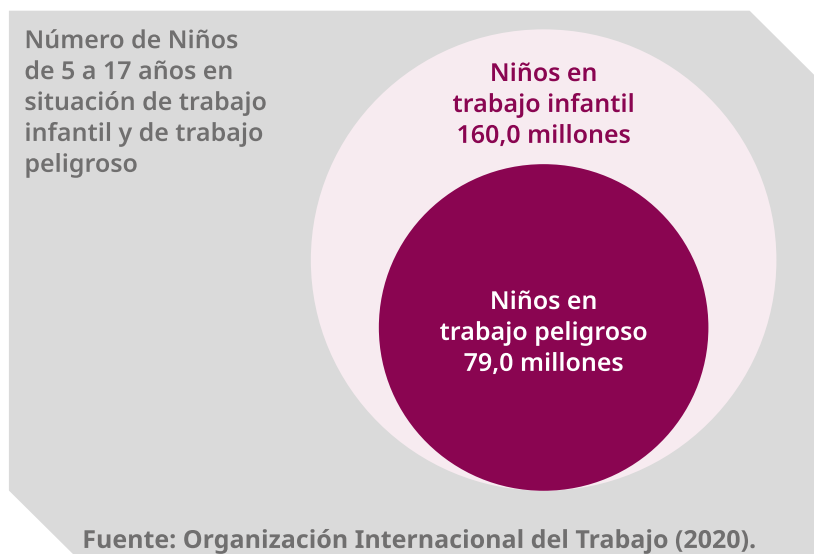 Número de Niños
de 5 a 17 años en
situación de trabajo
infantil y de trabajo
peligroso
Niños en
trabajo infantil
160,0 millones
Niños en
trabajo peligroso
79,0 millones
Fuente: Organización Internacional del Trabajo (2020).